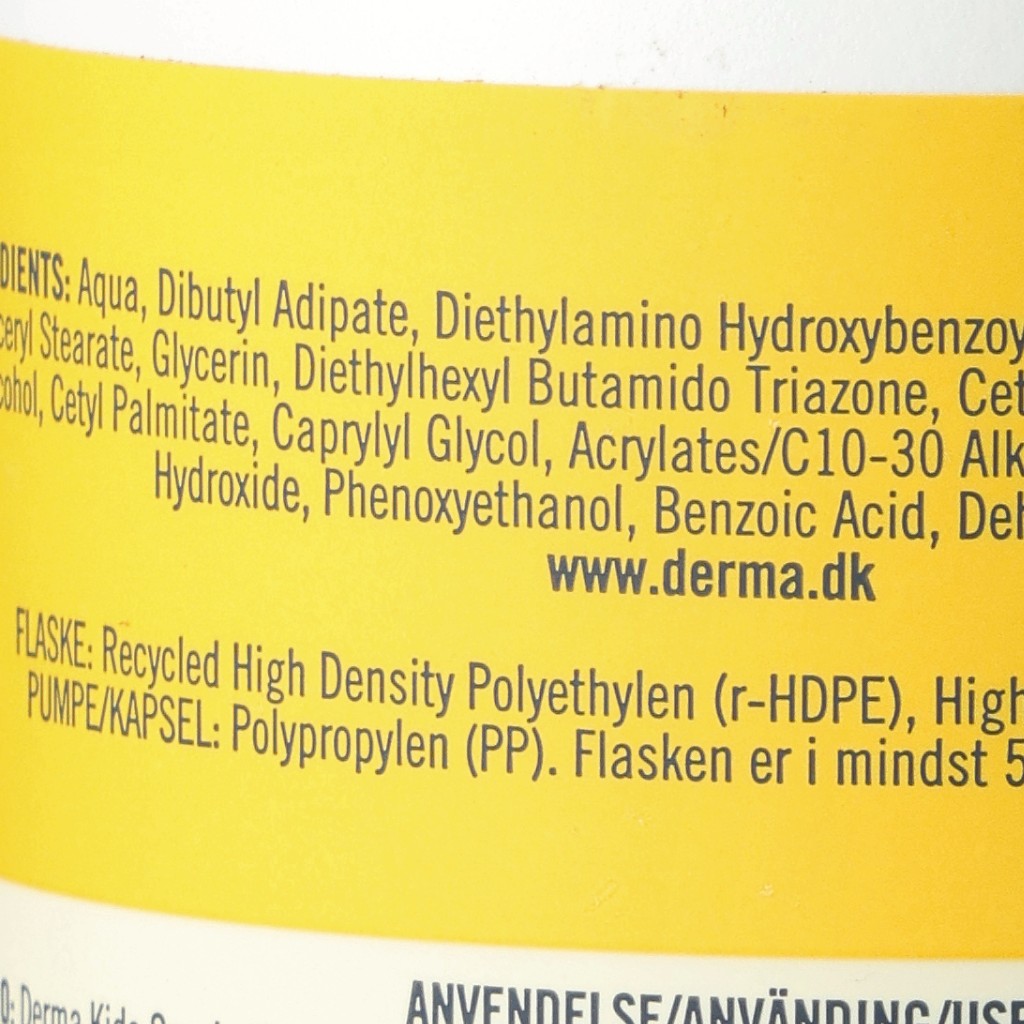 DIENTS: Aqua, Dibutyl Adipate, Diethylamino Hydroxybenzoy
ceryl Stearate, Glycerin, Diethylhexyl Butamido Triazone, Cet
cohol, Cetyl Palmitate, Caprylyl Glycol, Acrylates/C10-30 Alk
Hydroxide, Phenoxyethanol, Benzoic Acid, Deh
www.derma.dk
FLASKE: Recycled High Density Polyethylen (r-HDPE), High
PUMPE/KAPSEL: Polypropylen (PP). Flasken er i mindst 5
O: Derma Kids
ANVENDELSE/ANVÄNDING/USE